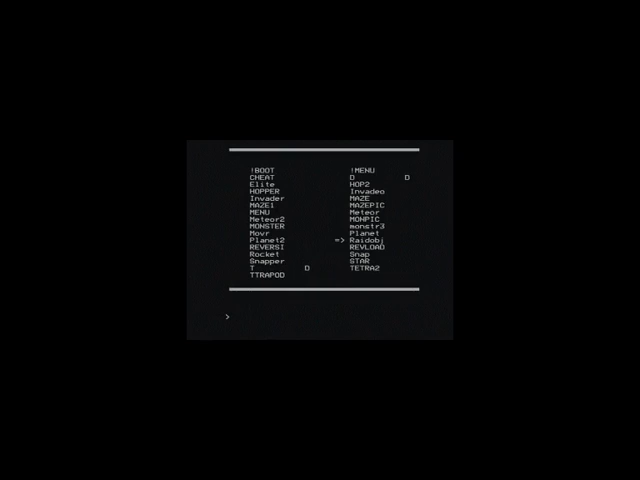 !BOOT !MENU
CHEAT D D
Elite HOP2
HOPPER Invadeo
Invader MAZE
MAZE1 MAZEPIC
MENU Meteor
Meteor2 MONPIC
MONSTER monstr3
Movr Planet
Planet2 => Raidobj
REVERSI REVLOAD
Rocket Snap
Snapper STAR
T D TETRA2
TTRAPOD
>